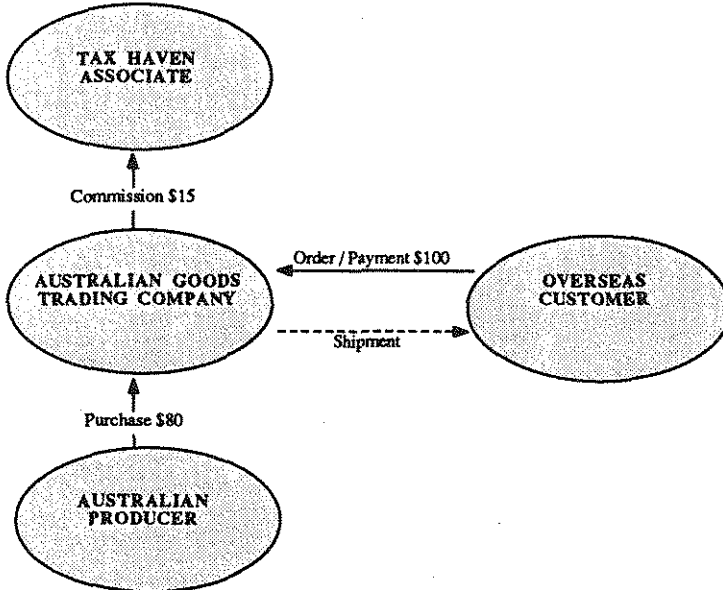 TAX HAVEN
ASSOCIATE
Commission $15
Order / Payment $100
AUSTRALIAN GOODS
TRADING COMPANY
OVERSEAS
CUSTOMER
Shipment
Purchase $80
AUSTRALIAN
PRODUCER